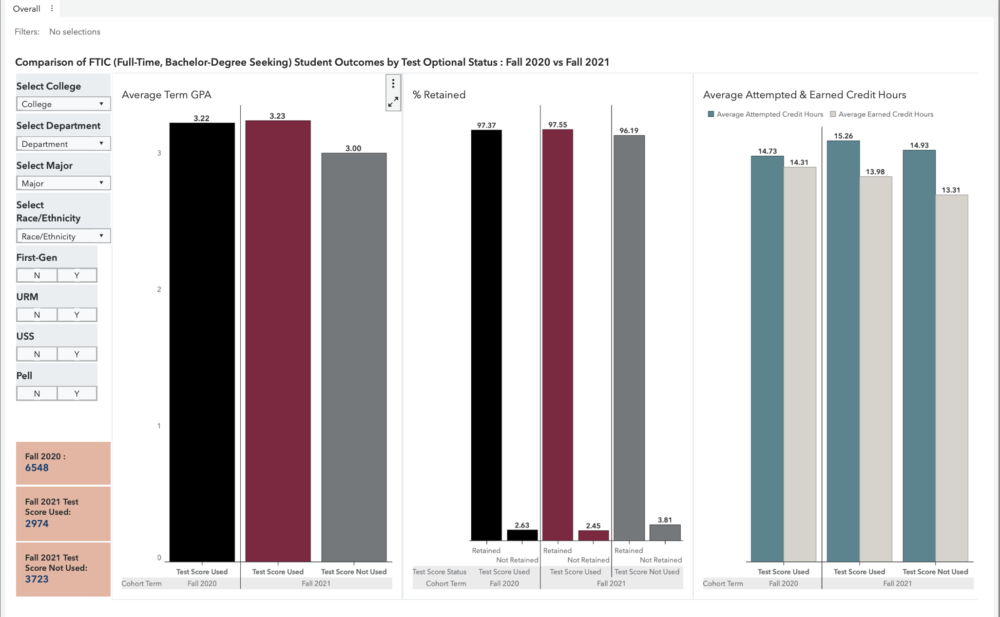 Overall
Filters: No selections
Comparison of FTIC (Full-Time, Bachelor-Degree Seeking) Student Outcomes by Test Optional Status : Fall 2020 vs Fall 2021
Select College
College
Select Department
Department
Select Major
Major
Select
Race/Ethnicity
Race/Ethnicity
First-Gen
N Y
URM
N Y
USS
N Y
Pell
N Y
Fall 2020 :
6548
Fall 2021 Test
Score Used:
2974
Fall 2021 Test
Score Not Used:
3723
Average Term GPA
3.22
3.23
3.00
3
2
1
0
Test Score Used Test Score Used Test Score Not Used
Cohort Term Fall 2020 Fall 2021
% Retained
97.37
97.55
96.19
2.63
2.45
3.81
Retained Retained Retained
Not Retained Not Retained Not Retained
Test Score Status Test Score Used Test Score Used Test Score Not Used
Cohort Term Fall 2020 Fall 2021
Average Attempted & Earned Credit Hours
Average Attempted Credit Hours Average Earned Credit Hours
14.73
14.31
15.26
13.98
14.93
13.31
Test Score Used Test Score Used Test Score Not Used
Cohort Term Fall 2020 Fall 2021